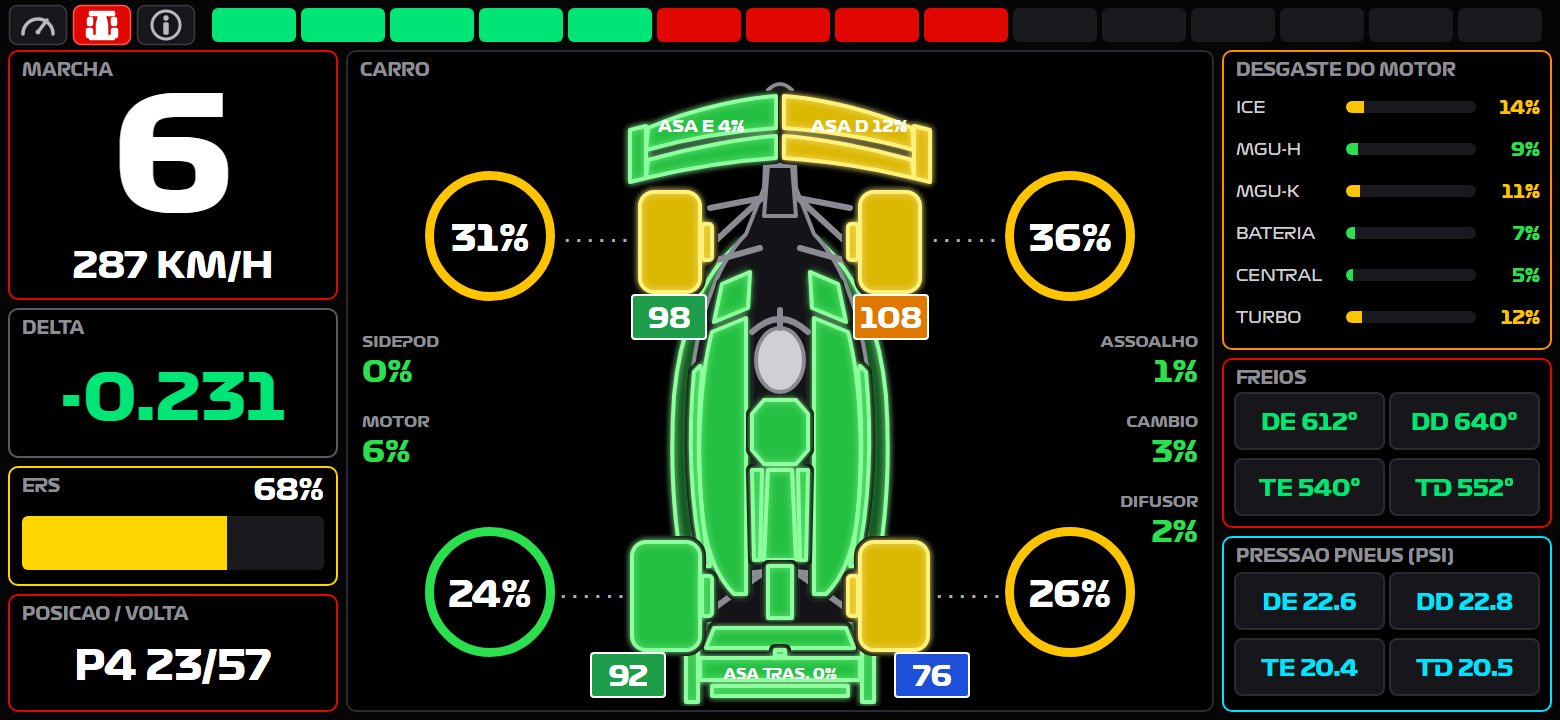 MARCHA
6
287 KM/H
DELTA
-0.231
ERS
68%
POSICAO / VOLTA
P4 23/57
CARRO
ASA E 4%
ASA D 12%
31%
36%
98
108
SIDEPOD
0%
MOTOR
6%
ASSOALHO
1%
CAMBIO
3%
DIFUSOR
2%
24%
26%
92
ASA TRAS. 0%
76
DESGASTE DO MOTOR
ICE 14%
MGU-H 9%
MGU-K 11%
BATERIA 7%
CENTRAL 5%
TURBO 12%
FREIOS
DE 612°
DD 640°
TE 540°
TD 552°
PRESSAO PNEUS (PSI)
DE 22.6
DD 22.8
TE 20.4
TD 20.5